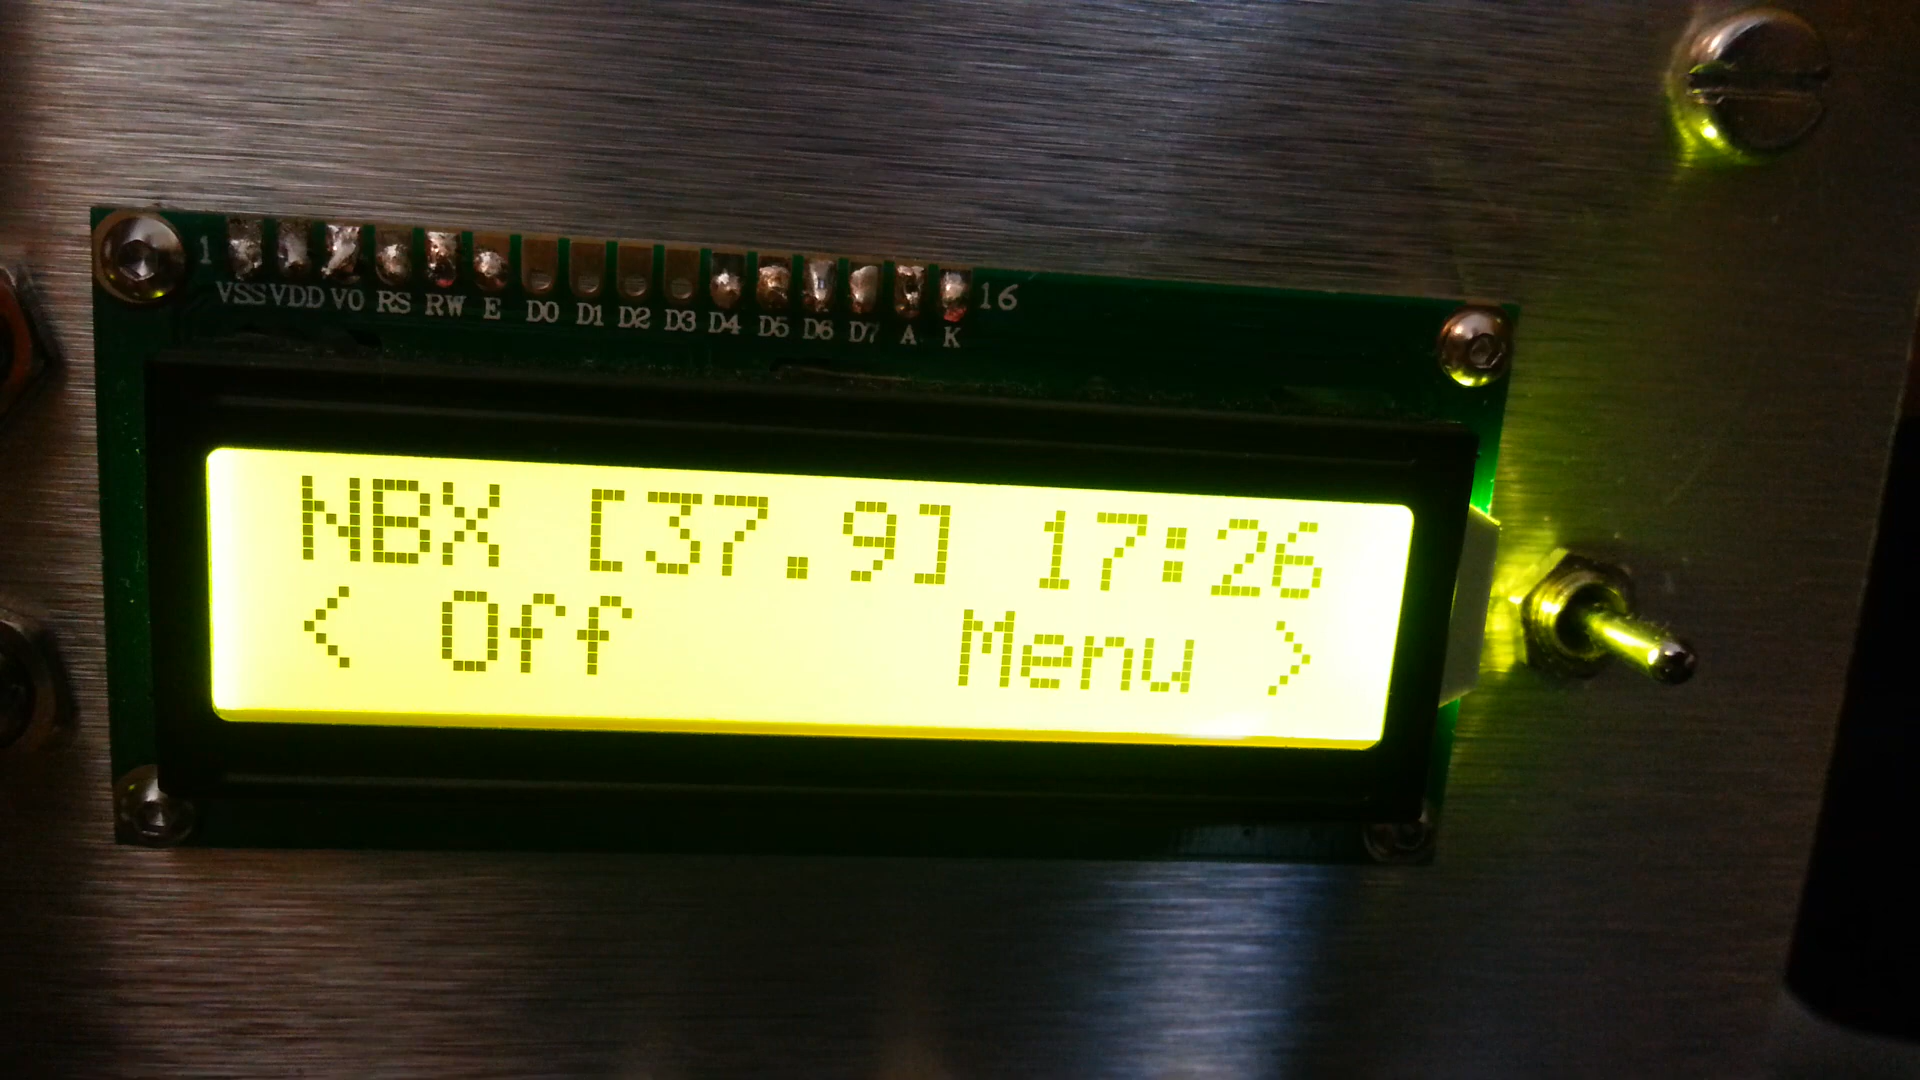 1 16
VSS VDD VO RS RW E D0 D1 D2 D3 D4 D5 D6 D7 A K
NBX [37.9] 17:26
< Off Menu >